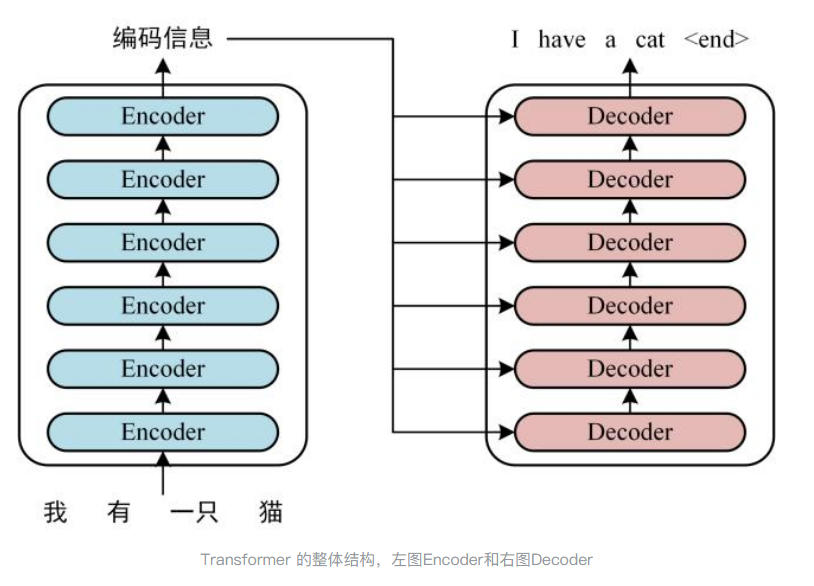 编码信息
I have a cat <end>
Encoder
Encoder
Encoder
Encoder
Encoder
Encoder
Decoder
Decoder
Decoder
Decoder
Decoder
Decoder
我 有 一只 猫
Transformer 的整体结构，左图Encoder和右图Decoder